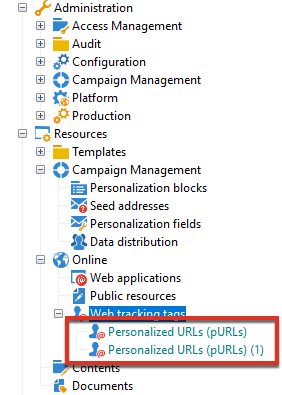 Administration
Access Management
Audit
Configuration
Campaign Management
Platform
Production
Resources
Templates
Campaign Management
Personalization blocks
Seed addresses
Personalization fields
Data distribution
Online
Web applications
Public resources
Web tracking tags
Personalized URLs (pURLs)
Personalized URLs (pURLs) (1)
Contents
Documents